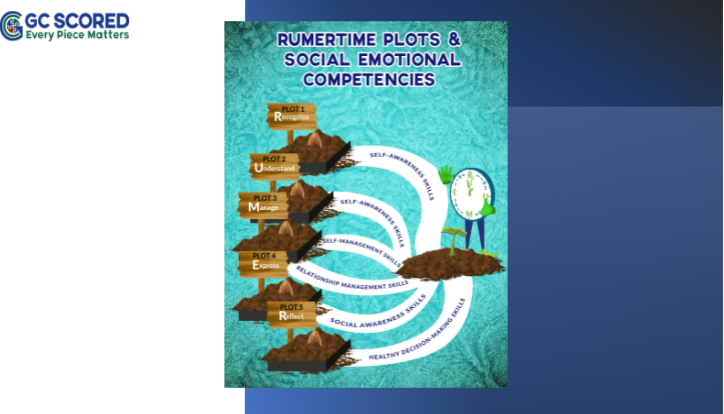 GC SCORED
Every Piece Matters
RUMERTIME PLOTS &
SOCIAL EMOTIONAL
COMPETENCIES
PLOT 1
Recognize
PLOT 2
Understand
PLOT 3
Manage
PLOT 4
Express
PLOT 5
Reflect
SELF-AWARENESS SKILLS
SELF-AWARENESS SKILLS
SELF-MANAGEMENT SKILLS
RELATIONSHIP MANAGEMENT SKILLS
SOCIAL AWARENESS SKILLS
HEALTHY DECISION-MAKING SKILLS